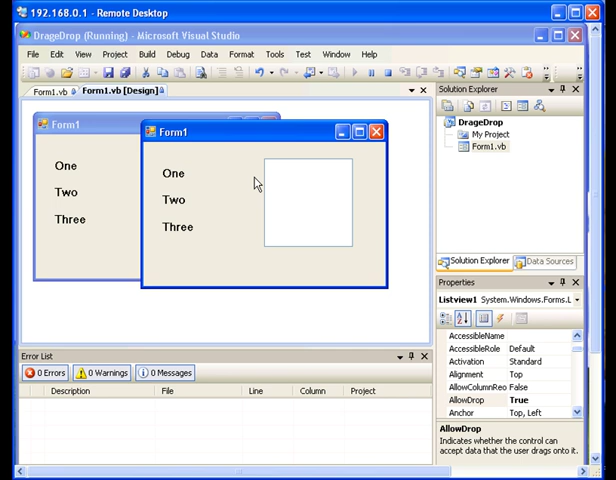 192.168.0.1 - Remote Desktop
DrageDrop (Running) - Microsoft Visual Studio
File Edit View Project Build Debug Data Format Tools Test Window Help
Form1.vb Form1.vb [Design]
Form1
One
Two
Three
Form1
One
Two
Three
Solution Explorer
DrageDrop
My Project
Form1.vb
Solution Explorer Data Sources
Properties
Listview1 System.Windows.Forms.L
AccessibleName
AccessibleRole Default
Activation Standard
Alignment Top
AllowColumnReo False
AllowDrop True
Anchor Top, Left
AllowDrop
Indicates whether the control can
accept data that the user drags onto it.
Error List
0 Errors 0 Warnings 0 Messages
Description File Line Column Project